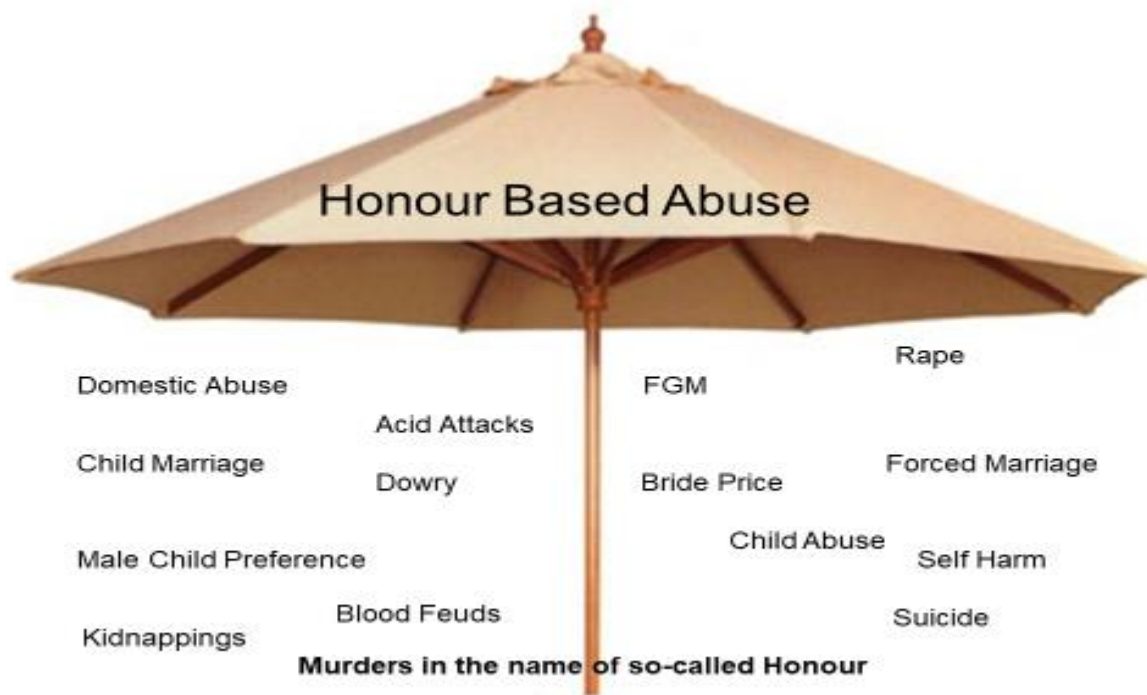 Honour Based Abuse
Rape
Domestic Abuse
FGM
Acid Attacks
Child Marriage
Forced Marriage
Dowry
Bride Price
Child Abuse
Male Child Preference
Self Harm
Blood Feuds
Suicide
Kidnappings
Murders in the name of so-called Honour